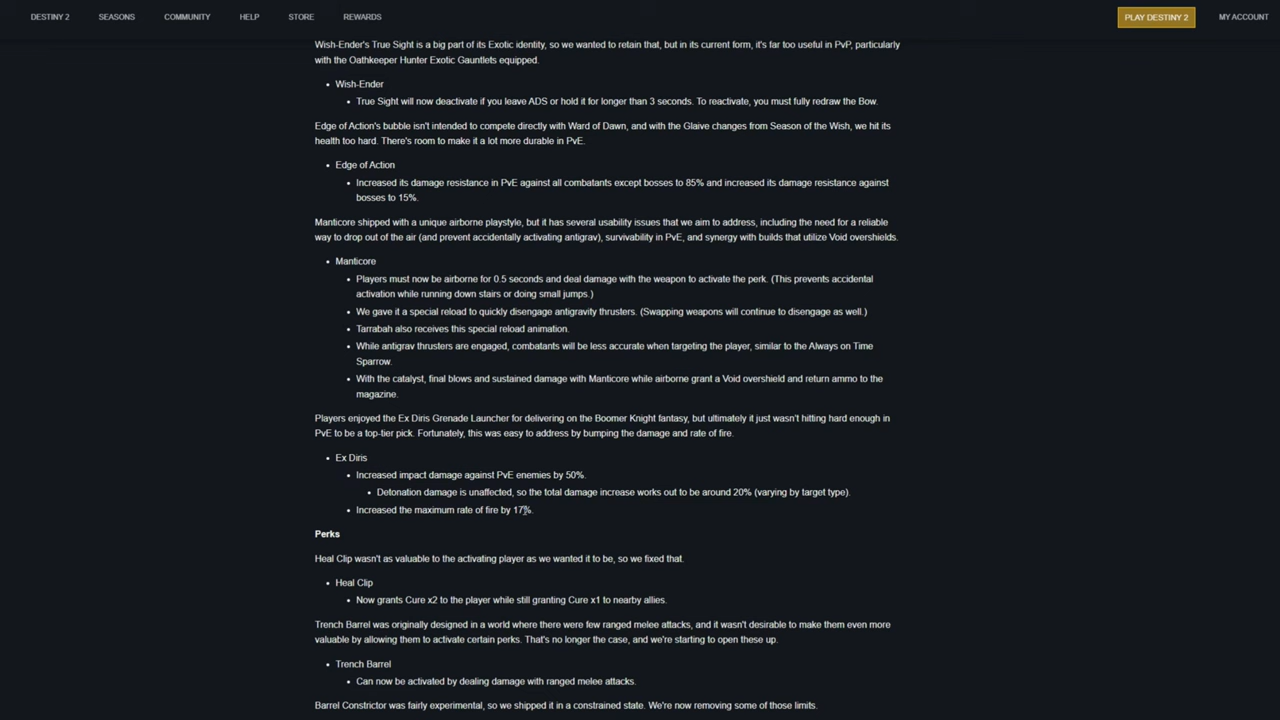 DESTINY 2 SEASONS COMMUNITY HELP STORE REWARDS PLAY DESTINY 2 MY ACCOUNT
Wish-Ender's True Sight is a big part of its Exotic identity, so we wanted to retain that, but in its current form, it's far too useful in PvP, particularly
with the Oathkeeper Hunter Exotic Gauntlets equipped.
• Wish-Ender
• True Sight will now deactivate if you leave ADS or hold it for longer than 3 seconds. To reactivate, you must fully redraw the Bow.
Edge of Action's bubble isn't intended to compete directly with Ward of Dawn, and with the Glaive changes from Season of the Wish, we hit its
health too hard. There's room to make it a lot more durable in PvE.
• Edge of Action
• Increased its damage resistance in PvE against all combatants except bosses to 85% and increased its damage resistance against
bosses to 15%.
Manticore shipped with a unique airborne playstyle, but it has several usability issues that we aim to address, including the need for a reliable
way to drop out of the air (and prevent accidentally activating antigrav), survivability in PvE, and synergy with builds that utilize Void overshields.
• Manticore
• Players must now be airborne for 0.5 seconds and deal damage with the weapon to activate the perk. (This prevents accidental
activation while running down stairs or doing small jumps.)
• We gave it a special reload to quickly disengage antigravity thrusters. (Swapping weapons will continue to disengage as well.)
• Tarrabah also receives this special reload animation.
• While antigrav thrusters are engaged, combatants will be less accurate when targeting the player, similar to the Always on Time
Sparrow.
• With the catalyst, final blows and sustained damage with Manticore while airborne grant a Void overshield and return ammo to the
magazine.
Players enjoyed the Ex Diris Grenade Launcher for delivering on the Boomer Knight fantasy, but ultimately it just wasn't hitting hard enough in
PvE to be a top-tier pick. Fortunately, this was easy to address by bumping the damage and rate of fire.
• Ex Diris
• Increased impact damage against PvE enemies by 50%.
• Detonation damage is unaffected, so the total damage increase works out to be around 20% (varying by target type).
• Increased the maximum rate of fire by 17%.
Perks
Heal Clip wasn't as valuable to the activating player as we wanted it to be, so we fixed that.
• Heal Clip
• Now grants Cure x2 to the player while still granting Cure x1 to nearby allies.
Trench Barrel was originally designed in a world where there were few ranged melee attacks, and it wasn't desirable to make them even more
valuable by allowing them to activate certain perks. That's no longer the case, and we're starting to open these up.
• Trench Barrel
• Can now be activated by dealing damage with ranged melee attacks.
Barrel Constrictor was fairly experimental, so we shipped it in a constrained state. We're now removing some of those limits.